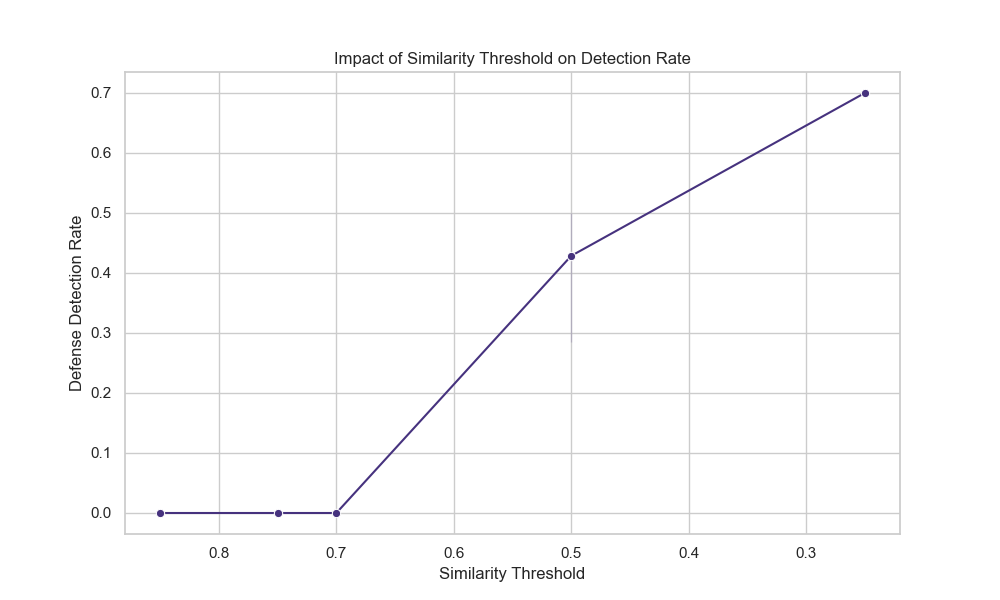 Impact of Similarity Threshold on Detection Rate
Defense Detection Rate
0.7
0.6
0.5
0.4
0.3
0.2
0.1
0.0
0.8 0.7 0.6 0.5 0.4 0.3
Similarity Threshold